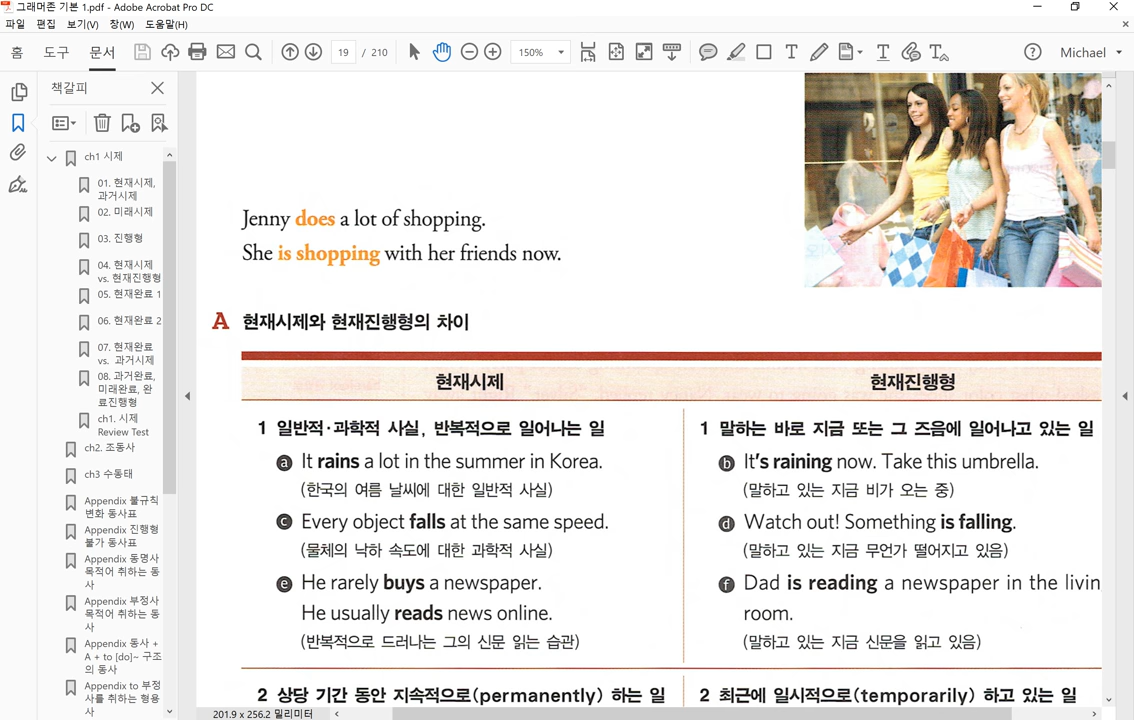 그래머존 기본 1.pdf - Adobe Acrobat Pro DC
파일 편집 보기(V) 창(W) 도움말(H)
홈 도구 문서 19 / 210 150% Michael
책갈피
ch1 시제
01. 현재시제,
과거시제
02. 미래시제
03. 진행형
04. 현재시제
vs. 현재진행형
05. 현재완료 1
06. 현재완료 2
07. 현재완료
vs. 과거시제
08. 과거완료,
미래완료, 완
료진행형
ch1. 시제
Review Test
ch2. 조동사
ch3 수동태
Appendix 불규칙
변화 동사표
Appendix 진행형
불가 동사표
Appendix 동명사
목적어 취하는 동
사
Appendix 부정사
목적어 취하는 동
사
Appendix 동사 +
A + to [do]~ 구조
의 동사
Appendix to 부정
사를 취하는 형용
사
Jenny does a lot of shopping.
She is shopping with her friends now.
A 현재시제와 현재진행형의 차이
현재시제
1 일반적·과학적 사실, 반복적으로 일어나는 일
a It rains a lot in the summer in Korea.
(한국의 여름 날씨에 대한 일반적 사실)
c Every object falls at the same speed.
(물체의 낙하 속도에 대한 과학적 사실)
e He rarely buys a newspaper.
He usually reads news online.
(반복적으로 드러나는 그의 신문 읽는 습관)
2 상당 기간 동안 지속적으로(permanently) 하는 일
현재진행형
1 말하는 바로 지금 또는 그 즈음에 일어나고 있는 일
b It's raining now. Take this umbrella.
(말하고 있는 지금 비가 오는 중)
d Watch out! Something is falling.
(말하고 있는 지금 무언가 떨어지고 있음)
f Dad is reading a newspaper in the livin
room.
(말하고 있는 지금 신문을 읽고 있음)
2 최근에 일시적으로(temporarily) 하고 있는 일
201.9 x 256.2 밀리미터